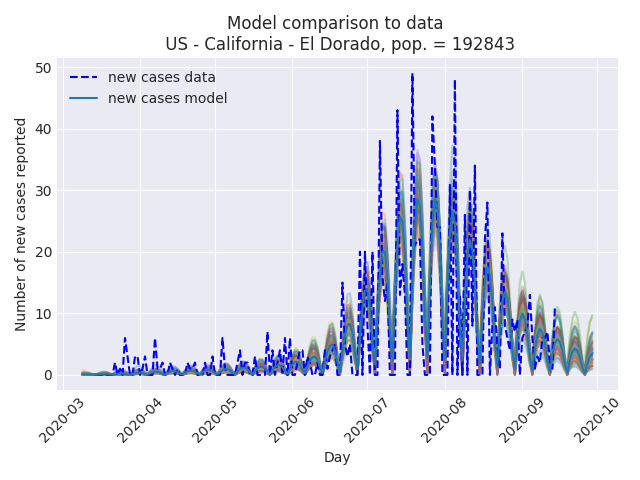 Model comparison to data
US - California - El Dorado, pop. = 192843
new cases data
new cases model
Number of new cases reported
50
40
30
20
10
0
2020-03
2020-04
2020-05
2020-06
2020-07
2020-08
2020-09
2020-10
Day